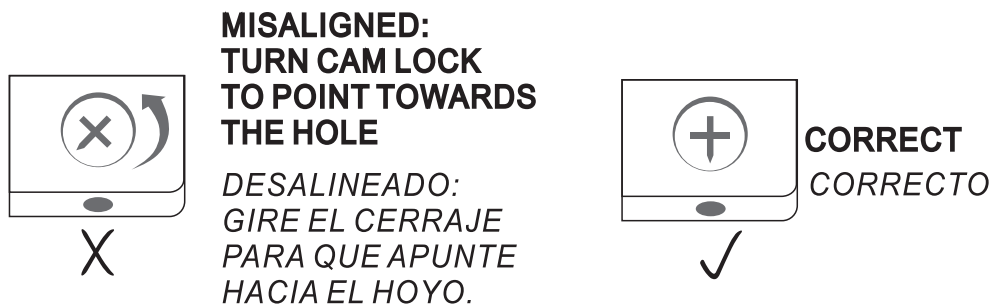 MISALIGNED:
TURN CAM LOCK
TO POINT TOWARDS
THE HOLE
DESALINEADO:
GIRE EL CERRAJE
PARA QUE APUNTE
HACIA EL HOYO.
CORRECT
CORRECTO